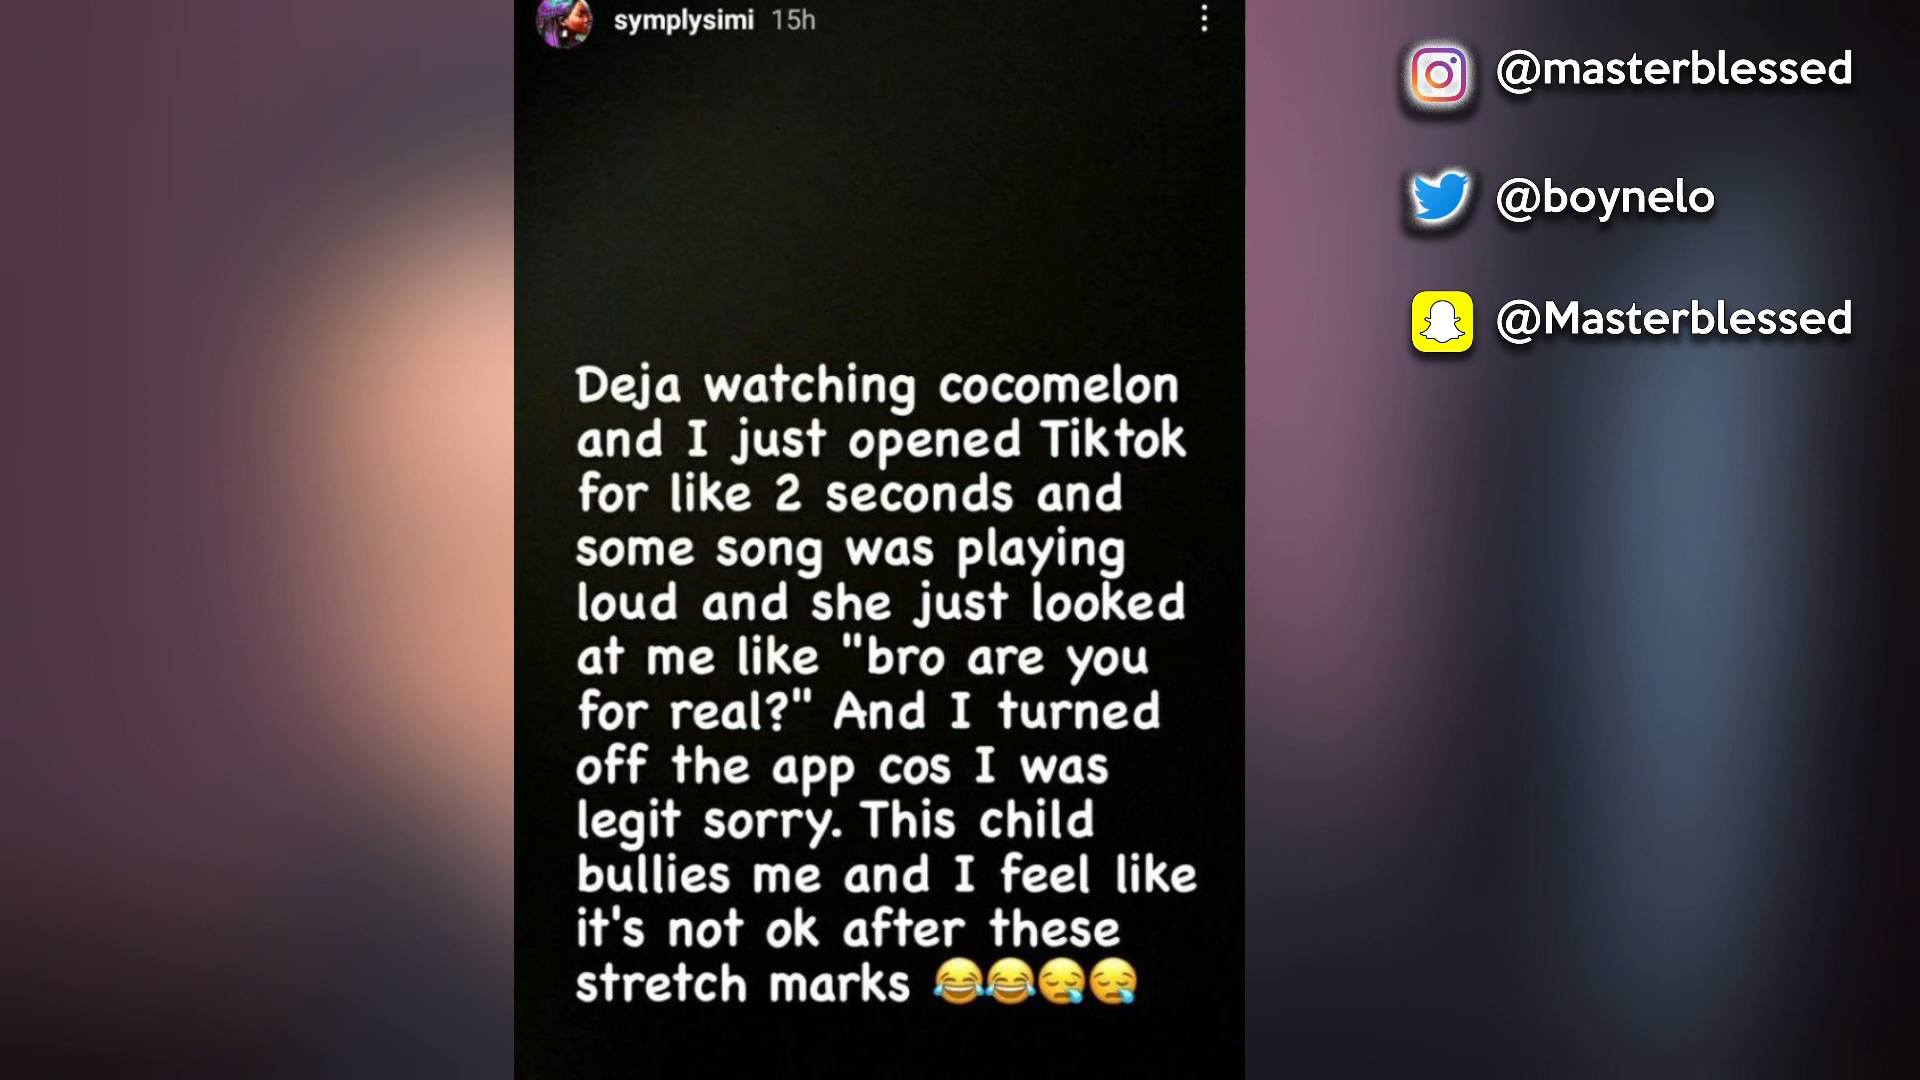 symplysimi 15h
Deja watching cocomelon
and I just opened Tiktok
for like 2 seconds and
some song was playing
loud and she just looked
at me like "bro are you
for real?" And I turned
off the app cos I was
legit sorry. This child
bullies me and I feel like
it's not ok after these
stretch marks 😂😂😪😪
@masterblessed
@boynelo
@Masterblessed